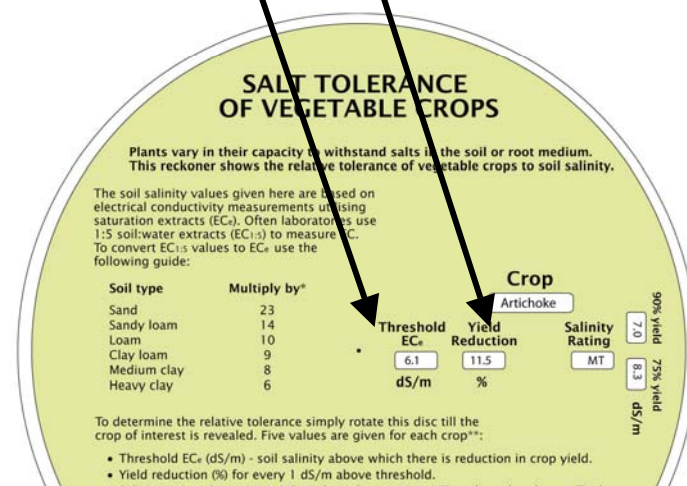 SALT TOLERANCE
OF VEGETABLE CROPS
Plants vary in their capacity to withstand salts in the soil or root medium.
This reckoner shows the relative tolerance of vegetable crops to soil salinity.
The soil salinity values given here are based on
electrical conductivity measurements utilising
saturation extracts (ECe). Often laboratories use
1:5 soil:water extracts (EC1:5) to measure EC.
To convert EC1:5 values to ECe use the
following guide:
Soil type Multiply by*
Sand 23
Sandy loam 14
Loam 10
Clay loam 9
Medium clay 8
Heavy clay 6
Crop
Artichoke
Threshold Yield Salinity
ECe Reduction Rating
6.1 11.5 MT
dS/m %
90% yield 75% yield
7.0 8.3 dS/m
To determine the relative tolerance simply rotate this disc till the
crop of interest is revealed. Five values are given for each crop**:
• Threshold ECe (dS/m) - soil salinity above which there is reduction in crop yield.
• Yield reduction (%) for every 1 dS/m above threshold.